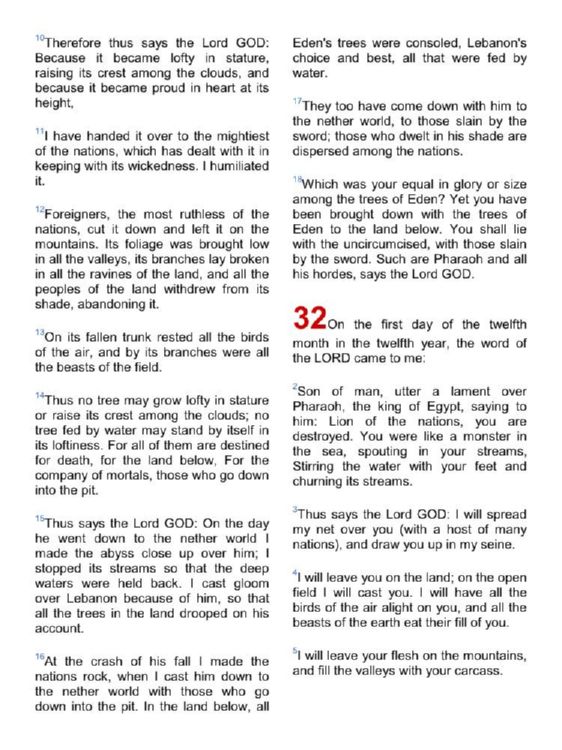 10Therefore thus says the Lord GOD:
Because it became lofty in stature,
raising its crest among the clouds, and
because it became proud in heart at its
height,
11I have handed it over to the mightiest
of the nations, which has dealt with it in
keeping with its wickedness. I humiliated
it.
12Foreigners, the most ruthless of the
nations, cut it down and left it on the
mountains. Its foliage was brought low
in all the valleys, its branches lay broken
in all the ravines of the land, and all the
peoples of the land withdrew from its
shade, abandoning it.
13On its fallen trunk rested all the birds
of the air, and by its branches were all
the beasts of the field.
14Thus no tree may grow lofty in stature
or raise its crest among the clouds; no
tree fed by water may stand by itself in
its loftiness. For all of them are destined
for death, for the land below, For the
company of mortals, those who go down
into the pit.
15Thus says the Lord GOD: On the day
he went down to the nether world I
made the abyss close up over him; I
stopped its streams so that the deep
waters were held back. I cast gloom
over Lebanon because of him, so that
all the trees in the land drooped on his
account.
16At the crash of his fall I made the
nations rock, when I cast him down to
the nether world with those who go
down into the pit. In the land below, all
Eden's trees were consoled, Lebanon's
choice and best, all that were fed by
water.
17They too have come down with him to
the nether world, to those slain by the
sword; those who dwelt in his shade are
dispersed among the nations.
18Which was your equal in glory or size
among the trees of Eden? Yet you have
been brought down with the trees of
Eden to the land below. You shall lie
with the uncircumcised, with those slain
by the sword. Such are Pharaoh and all
his hordes, says the Lord GOD.
32On the first day of the twelfth
month in the twelfth year, the word of
the LORD came to me:
2Son of man, utter a lament over
Pharaoh, the king of Egypt, saying to
him: Lion of the nations, you are
destroyed. You were like a monster in
the sea, spouting in your streams,
Stirring the water with your feet and
churning its streams.
3Thus says the Lord GOD: I will spread
my net over you (with a host of many
nations), and draw you up in my seine.
4I will leave you on the land; on the open
field I will cast you. I will have all the
birds of the air alight on you, and all the
beasts of the earth eat their fill of you.
5I will leave your flesh on the mountains,
and fill the valleys with your carcass.